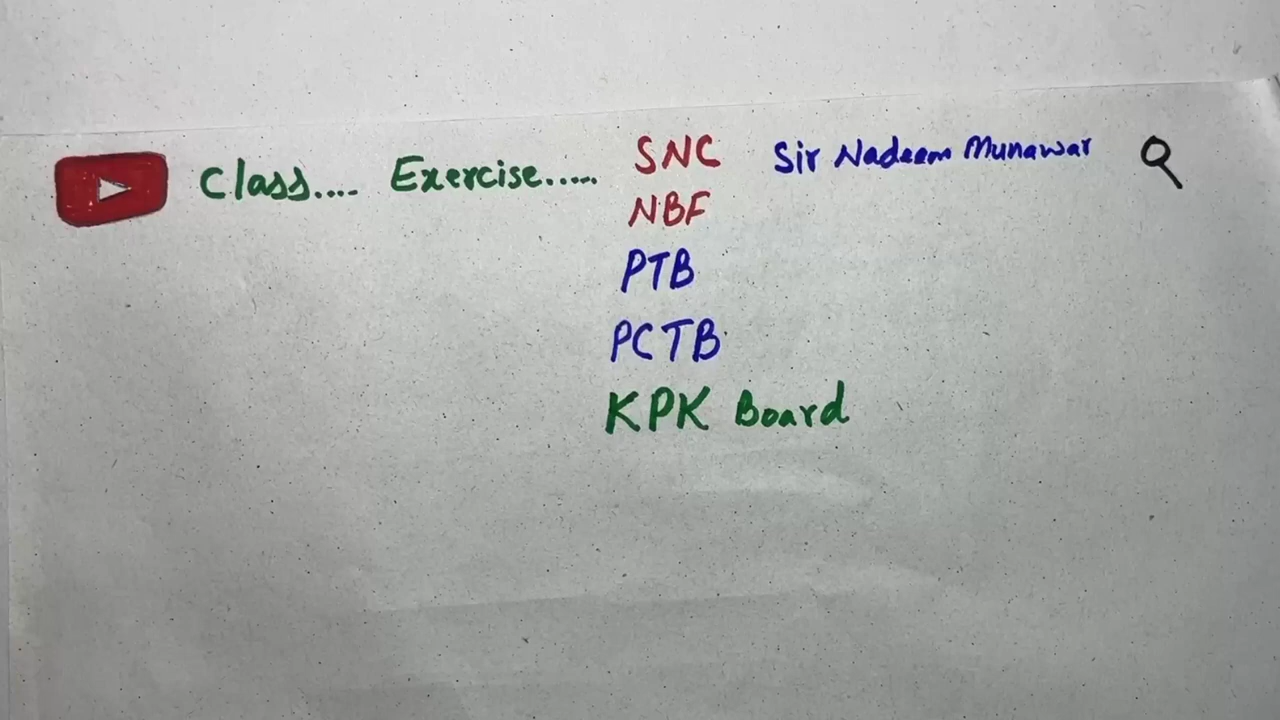 Class.... Exercise..... SNC Sir Nadeem Munawar
NBF
PTB
PCTB
KPK Board